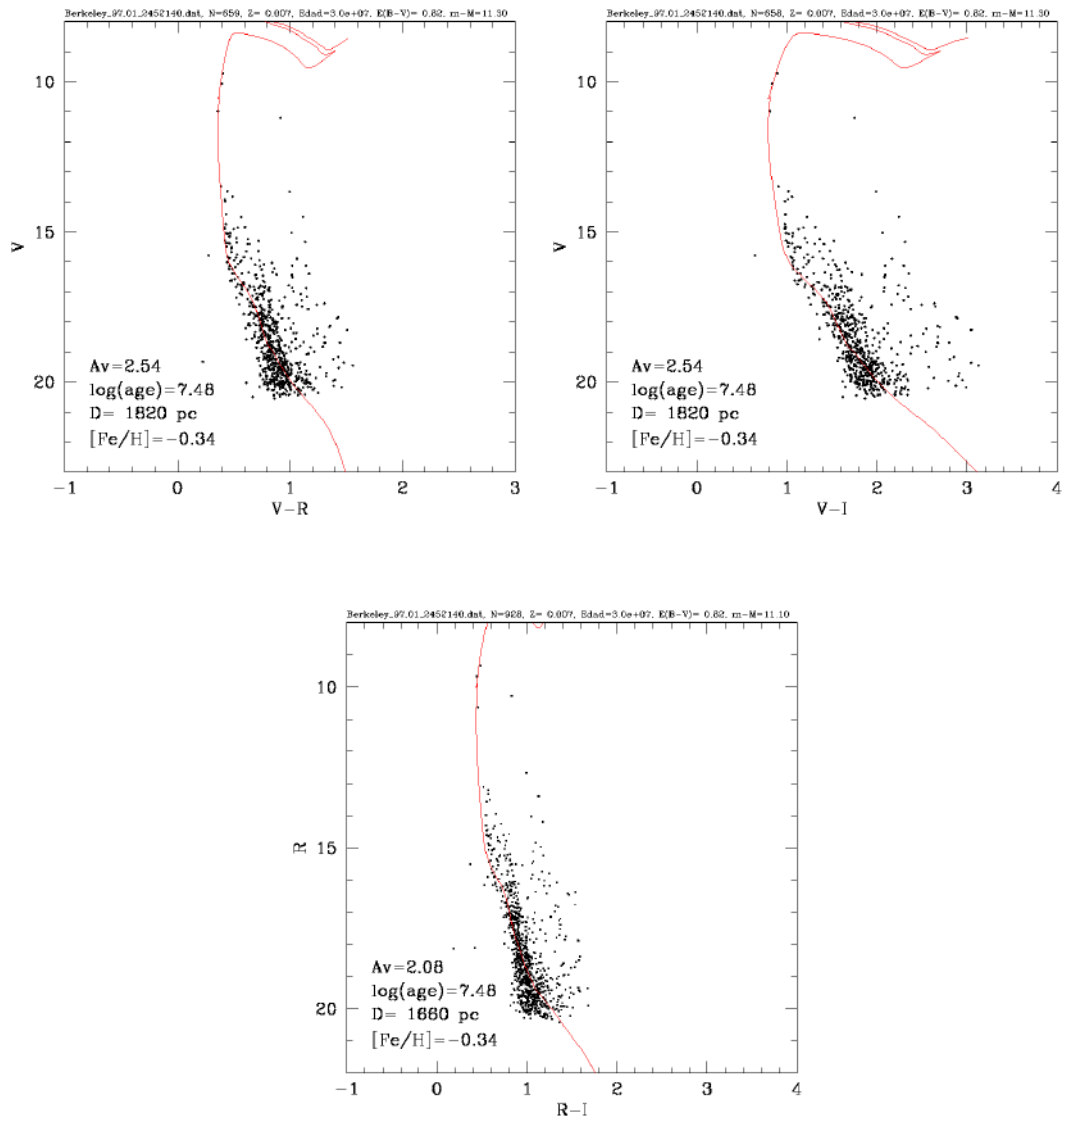 Berkeley_97.01_2452140.dat, N=659, Z= 0.007, Edad=3.0e+07, E(B-V)= 0.82, m-M=11.30
10
15
20
V
Av=2.54
log(age)=7.48
D= 1820 pc
[Fe/H]=-0.34
-1 0 1 2 3
V-R
Berkeley_97.01_2452140.dat, N=658, Z= 0.007, Edad=3.0e+07, E(B-V)= 0.82, m-M=11.30
10
15
20
V
Av=2.54
log(age)=7.48
D= 1820 pc
[Fe/H]=-0.34
-1 0 1 2 3 4
V-I
Berkeley_97.01_2452140.dat, N=928, Z= 0.007, Edad=3.0e+07, E(B-V)= 0.82, m-M=11.10
10
15
20
R
Av=2.08
log(age)=7.48
D= 1660 pc
[Fe/H]=-0.34
-1 0 1 2 3 4
R-I